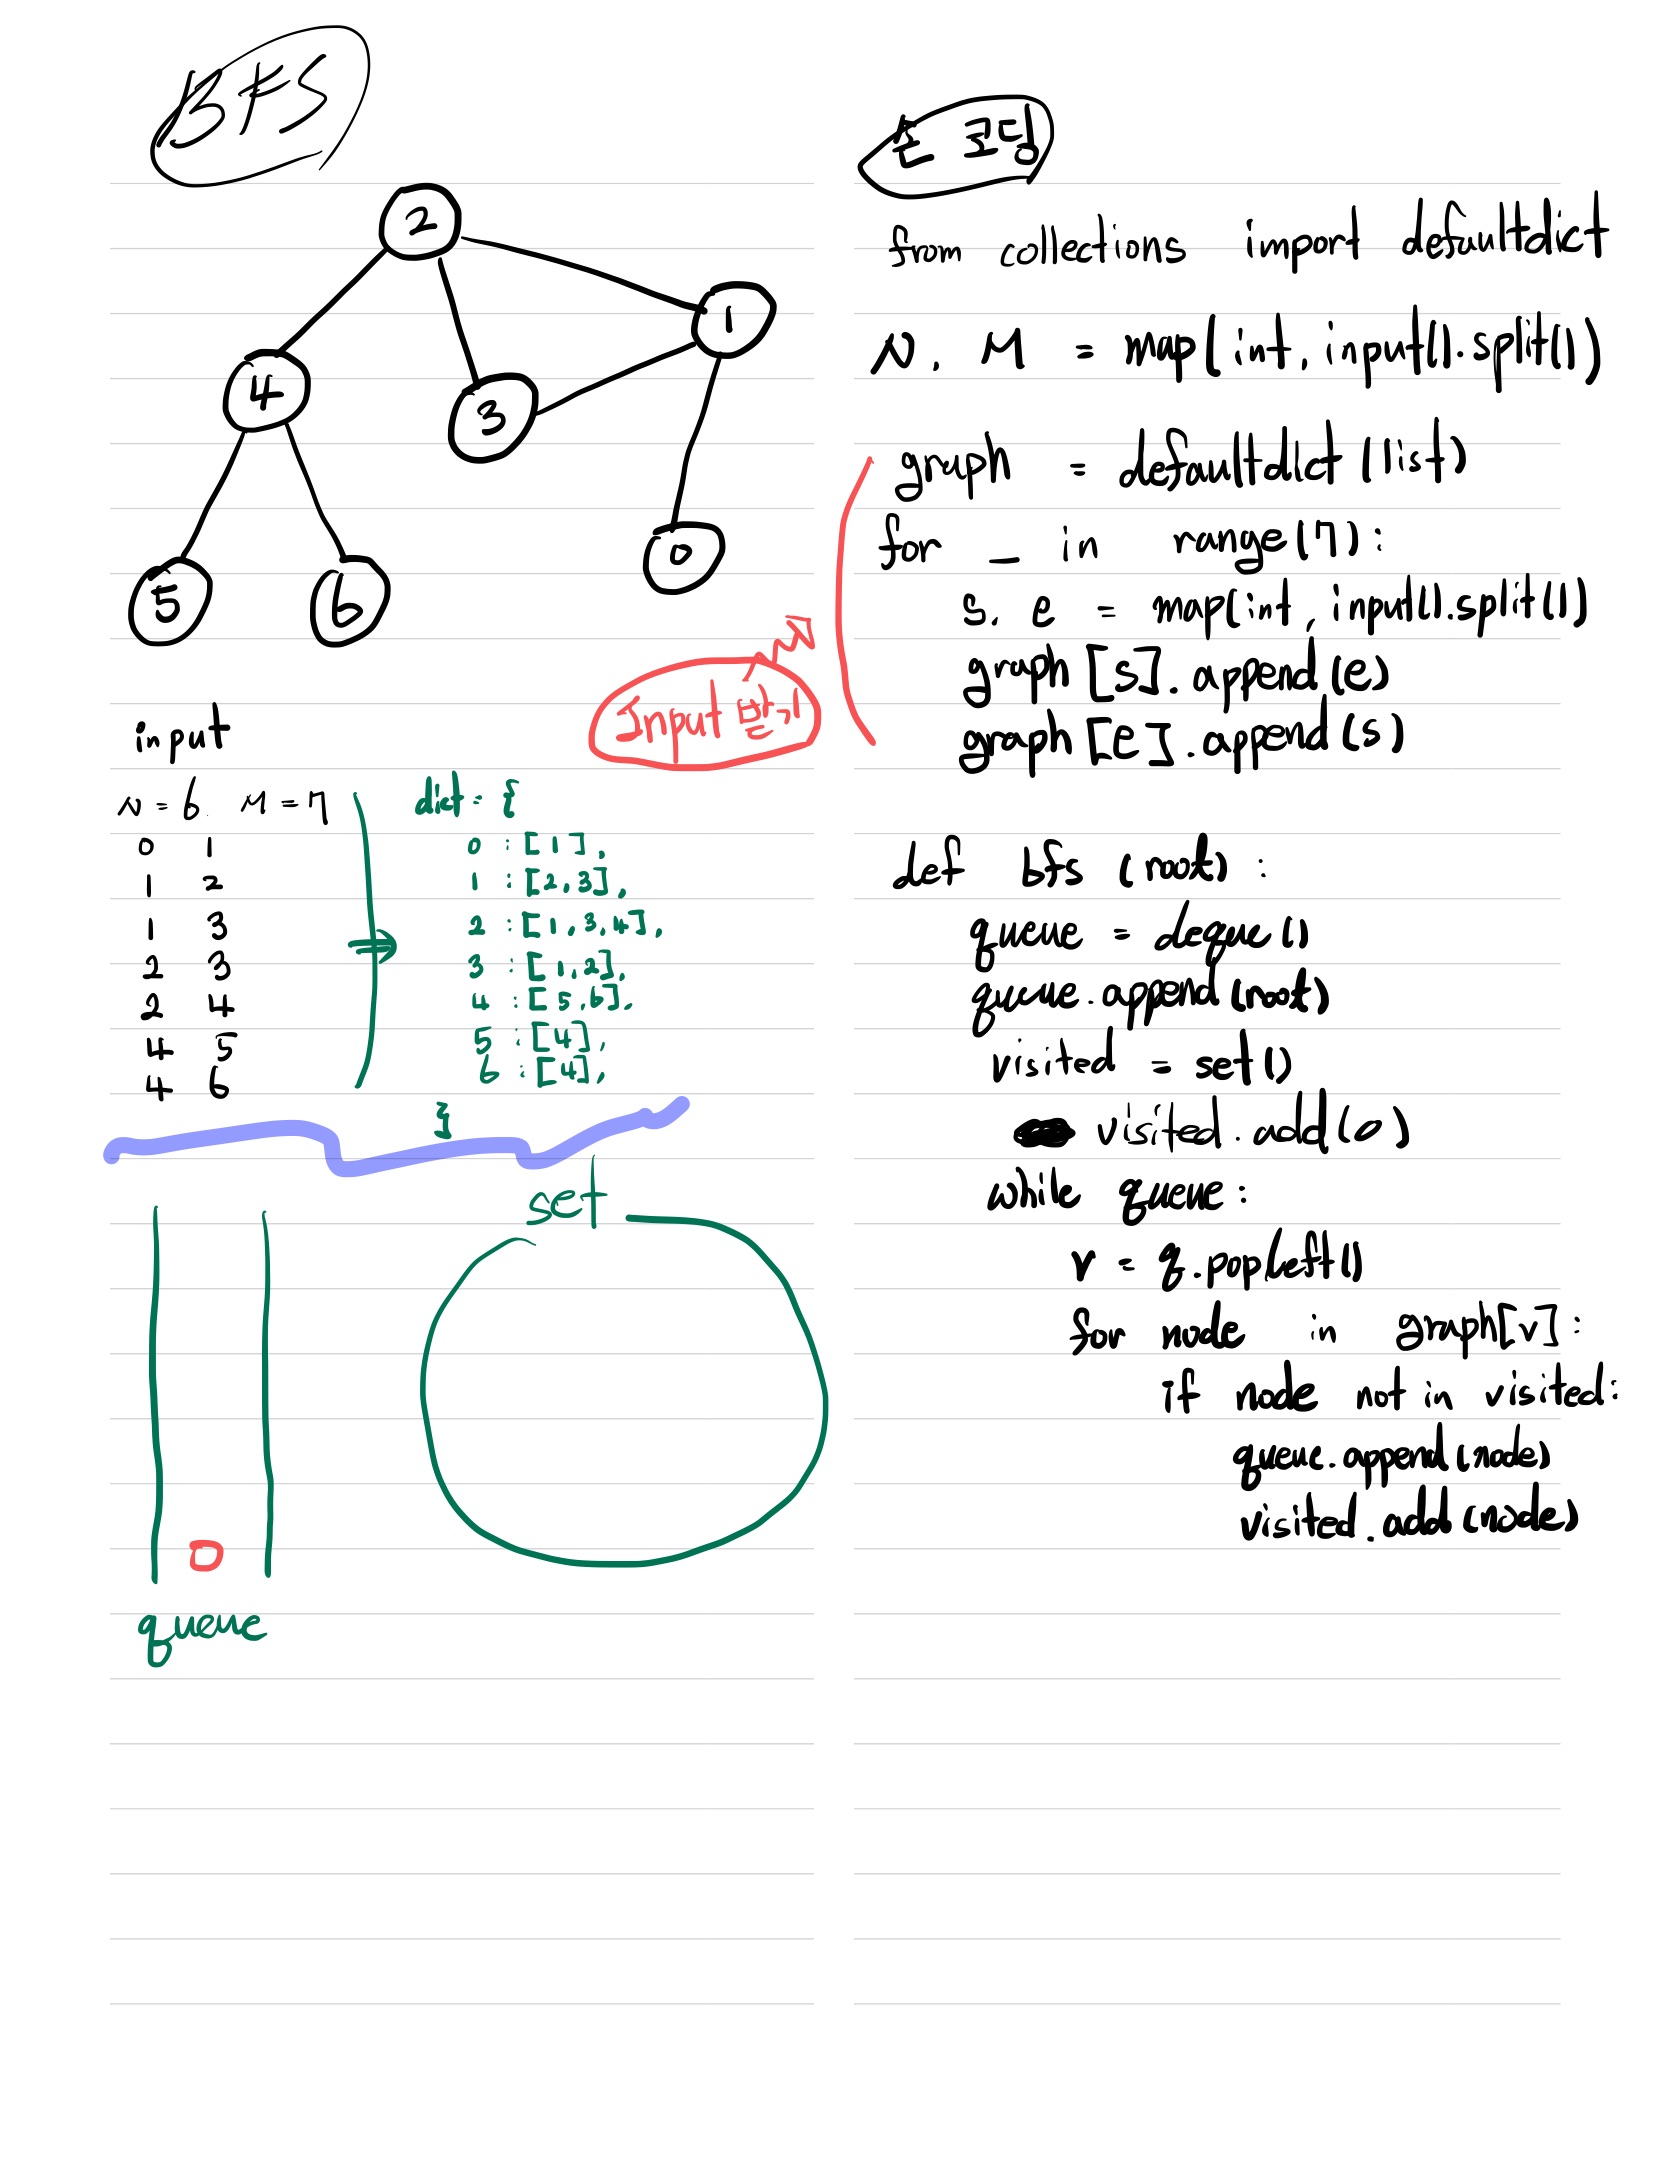 BFS
2
1
4
3
0
5
6
input
Input 받기
N = 6. M = 7
0 1
1 2
1 3
2 3
2 4
4 5
4 6
dict = {
0 : [1],
1 : [2,3],
2 : [1,3,4],
3 : [1,2],
4 : [5,6],
5 : [4],
6 : [4],
}
set
0
queue
손 코딩
from collections import defaultdict
N, M = map(int, input().split())
graph = defaultdict(list)
for _ in range(7):
s, e = map(int, input().split())
graph[s].append(e)
graph[e].append(s)
def bfs (root) :
queue = deque()
queue.append(root)
visited = set()
visited.add(0)
while queue:
v = q.popleft()
for node in graph[v]:
if node not in visited:
queue.append(node)
visited.add(node)